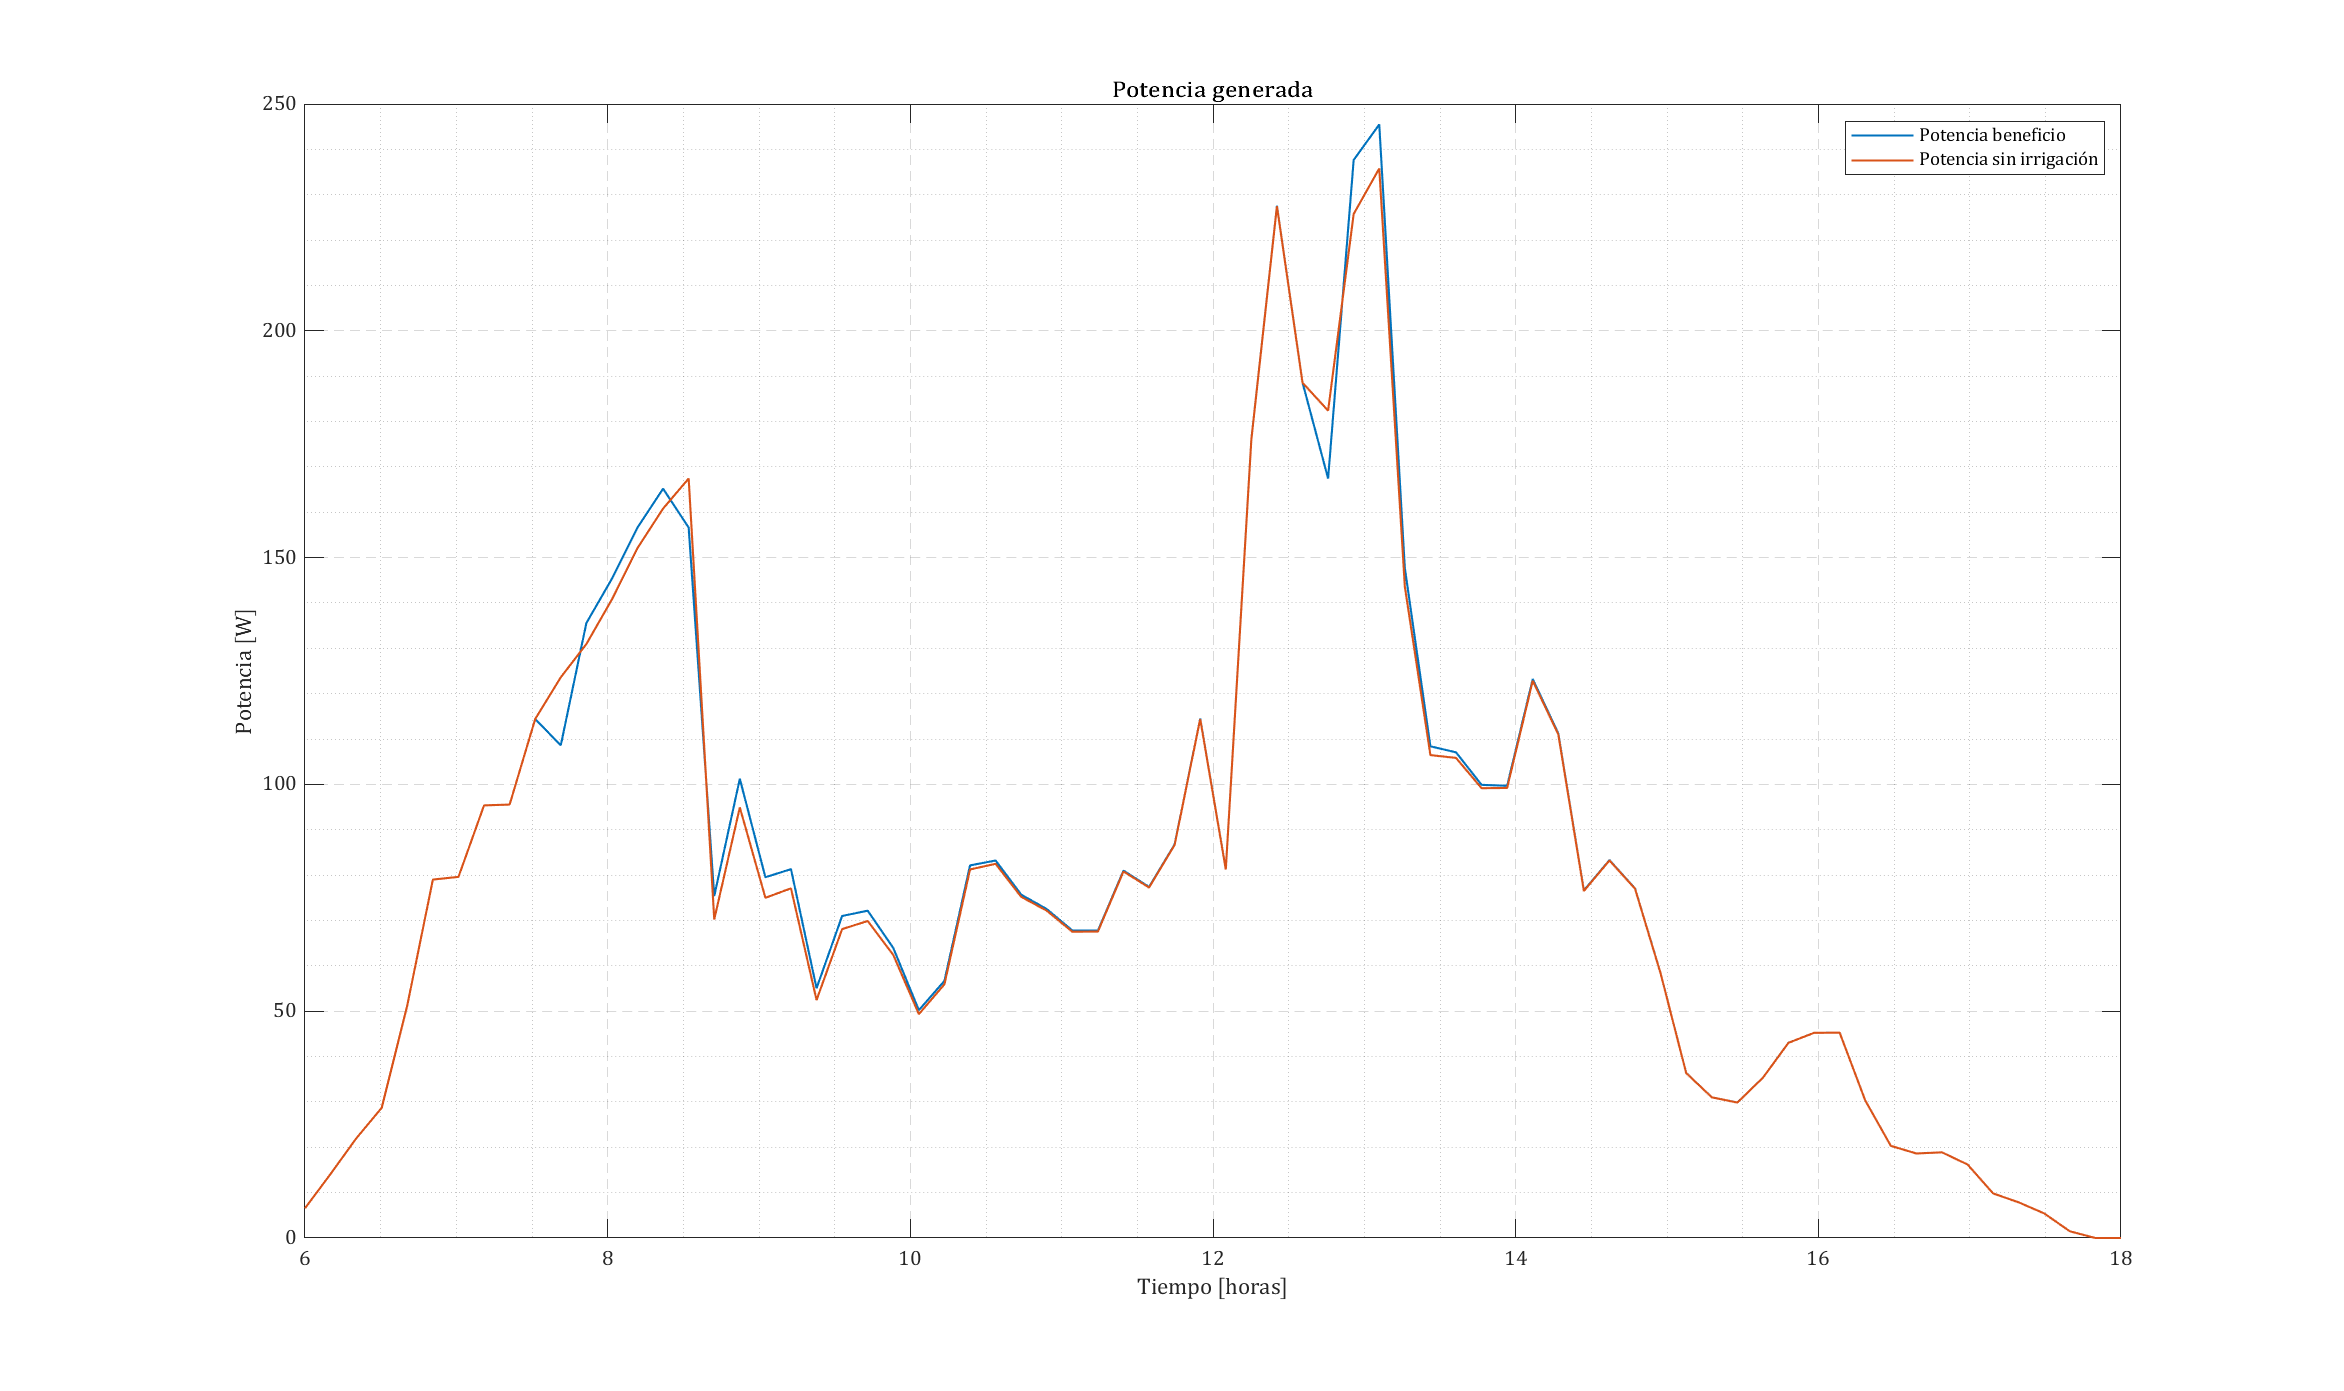 Potencia generada
250
200
150
100
50
0
Potencia [W]
Potencia beneficio
Potencia sin irrigación
6
8
10
12
14
16
18
Tiempo [horas]